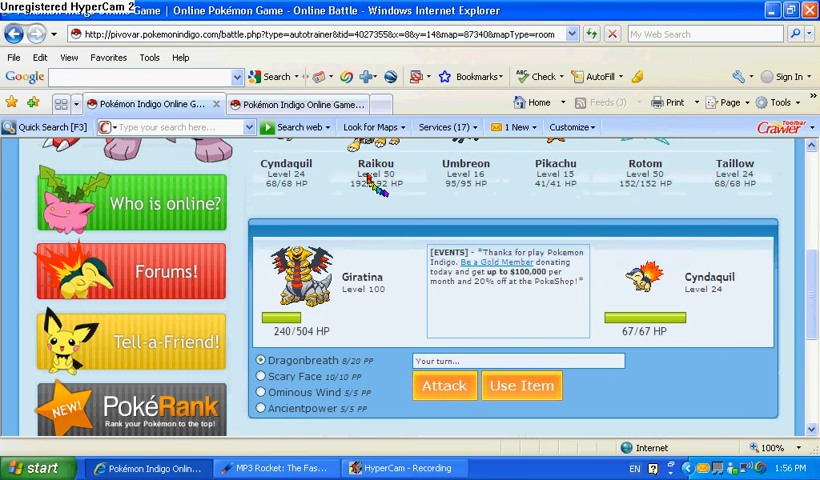 Unregistered HyperCam 2
Game | Online Pokémon Game - Online Battle - Windows Internet Explorer
http://pivovar.pokemonindigo.com/battle.php?type=autotrainer&tid=4027355&x=8&y=14&map=87340&mapType=room
My Web Search
File Edit View Favorites Tools Help
Google Search Bookmarks Check AutoFill Sign In
Pokémon Indigo Online G... Pokémon Indigo Online Game... Home Feeds (J) Print Page Tools
Quick Search [F3] Type your search here... Search web Look for Maps Services (17) 1 New Customize Crawler Toolbar
Cyndaquil Raikou Umbreon Pikachu Rotom Taillow
Level 24 Level 50 Level 16 Level 15 Level 50 Level 24
68/68 HP 192/192 HP 95/95 HP 41/41 HP 152/152 HP 68/68 HP
Who is online?
Forums!
Tell-a-Friend!
NEW! PokéRank
Rank your Pokémon to the top!
Giratina
Level 100
240/504 HP
[EVENTS] - "Thanks for play Pokemon
Indigo. Be a Gold Member donating
today and get up to $100,000 per
month and 20% off at the PokeShop!"
Cyndaquil
Level 24
67/67 HP
Dragonbreath 8/20 PP
Scary Face 10/10 PP
Ominous Wind 5/5 PP
Ancientpower 5/5 PP
Your turn...
Attack Use Item
Internet 100%
start Pokémon Indigo Onlin... MP3 Rocket: The Fas... HyperCam - Recording EN 1:56 PM